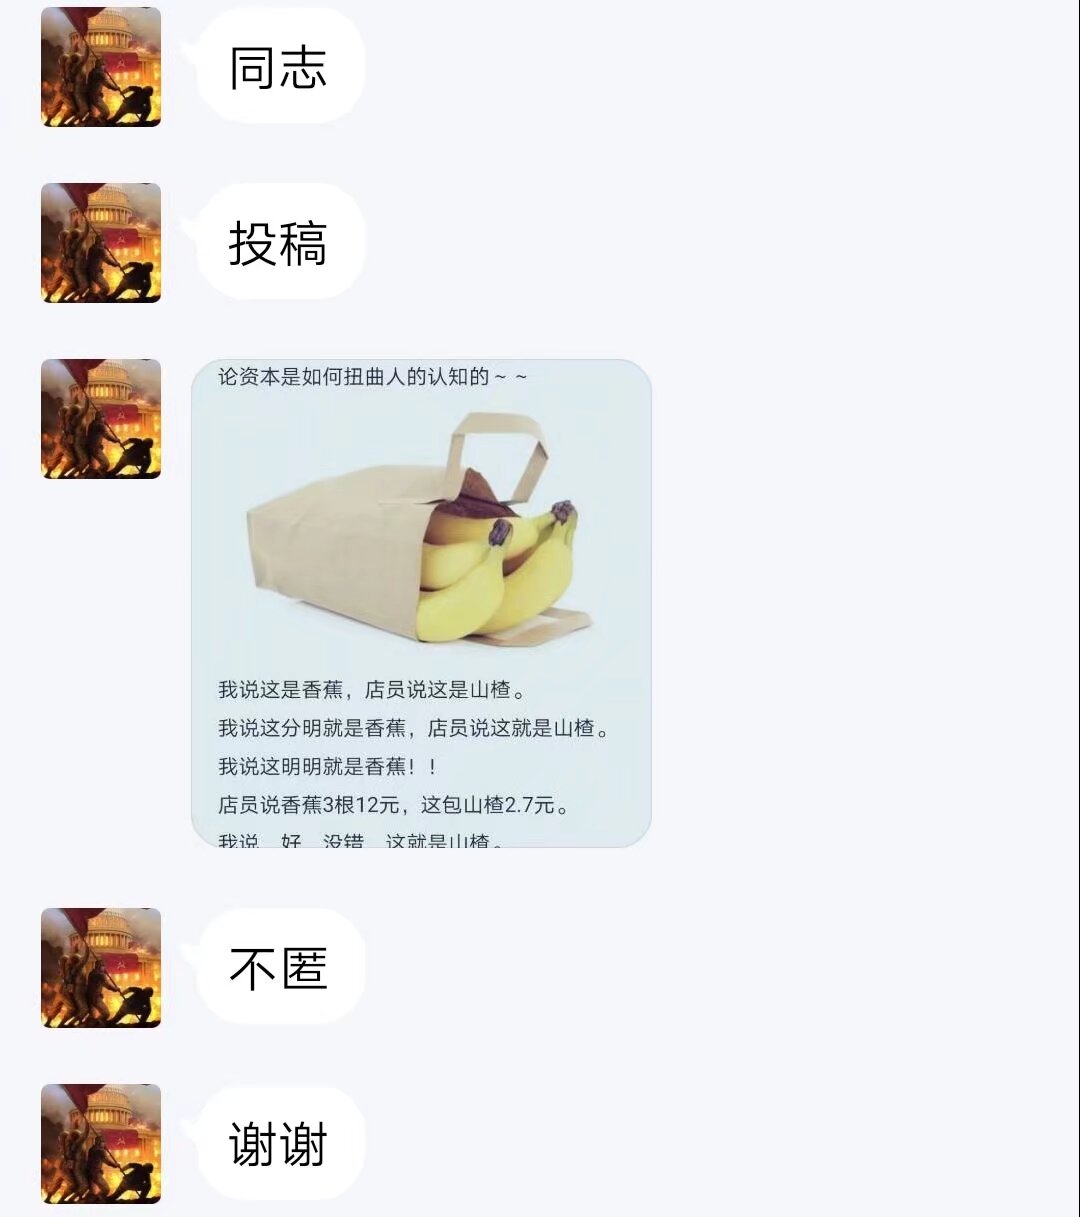 同志
投稿
论资本是如何扭曲人的认知的~ ~
我说这是香蕉，店员说这是山楂。
我说这分明就是香蕉，店员说这就是山楂。
我说这明明就是香蕉！！
店员说香蕉3根12元，这包山楂2.7元。
我说，好，没错，这就是山楂。
不匿
谢谢